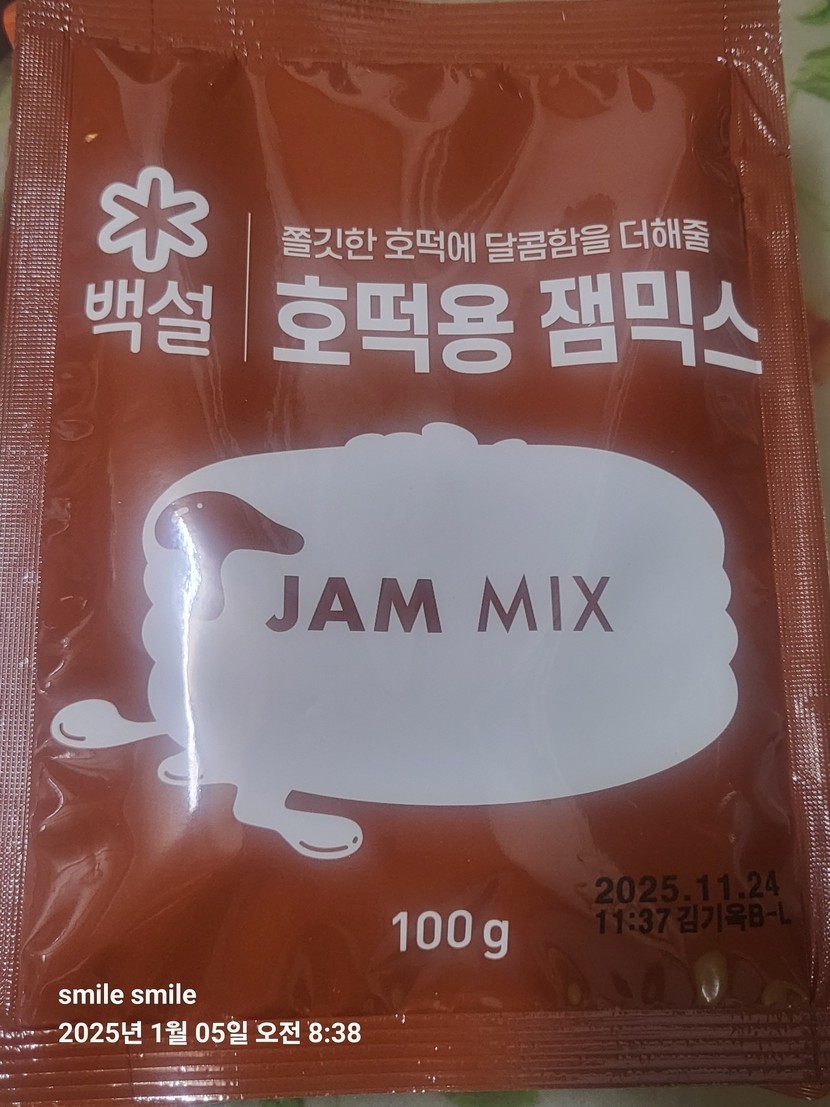 백설
쫄깃한 호떡에 달콤함을 더해줄
호떡용 잼믹스
JAM MIX
2025.11.24
11:37 김기옥B-L
100g
smile smile
2025년 1월 05일 오전 8:38